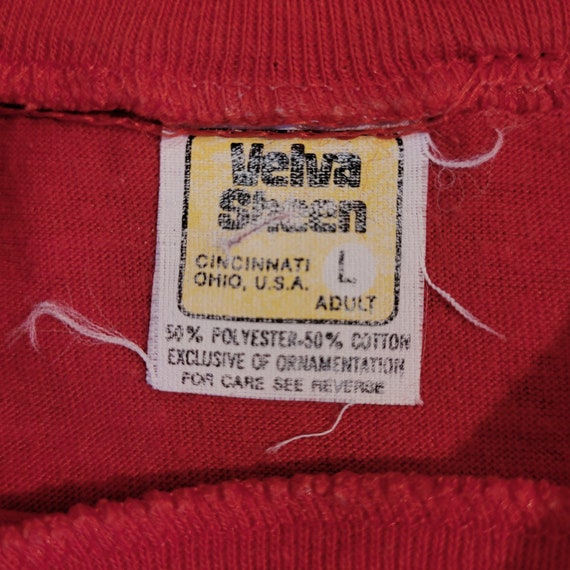 Velva
Sheen
CINCINNATI
OHIO, U.S.A.
L
ADULT
50% POLYESTER-50% COTTON
EXCLUSIVE OF ORNAMENTATION
FOR CARE SEE REVERSE